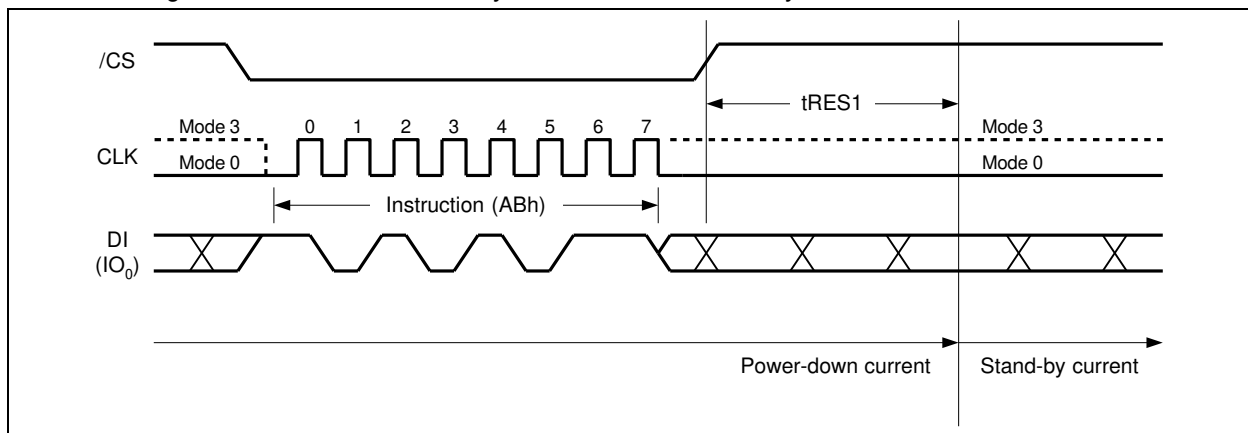 /CS
tRES1
Mode 3 0 1 2 3 4 5 6 7 Mode 3
CLK
Mode 0 Mode 0
Instruction (ABh)
DI
(IO0)
Power-down current Stand-by current